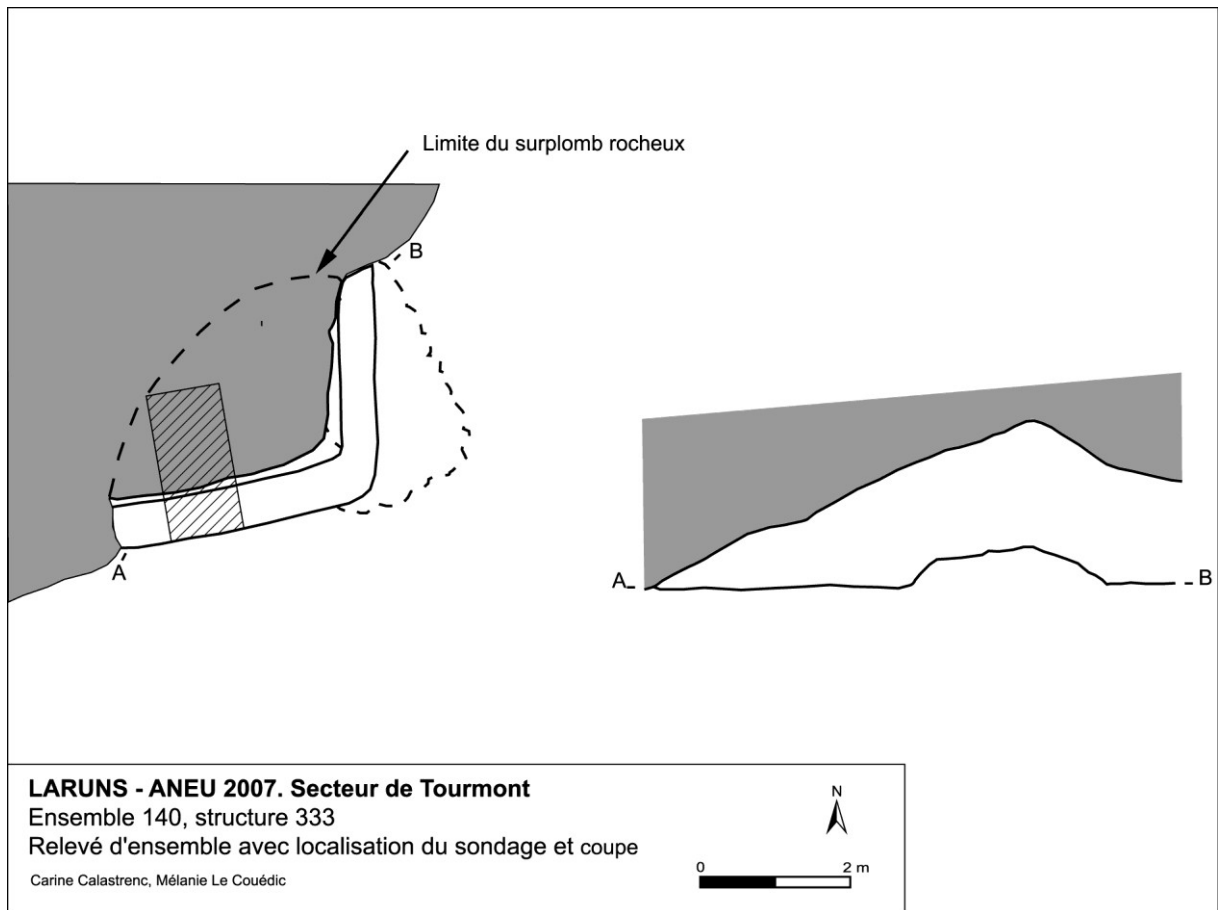 Limite du surplomb rocheux
B
A
A
B
LARUNS - ANEU 2007. Secteur de Tourmont
Ensemble 140, structure 333
Relevé d'ensemble avec localisation du sondage et coupe
Carine Calastrenc, Mélanie Le Couédic
N
0 2 m